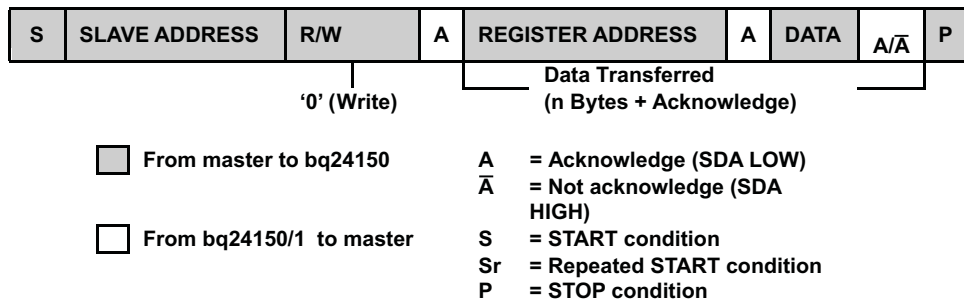 S SLAVE ADDRESS R/W A REGISTER ADDRESS A DATA A/A̅ P
'0' (Write)
Data Transferred
(n Bytes + Acknowledge)
From master to bq24150
From bq24150/1 to master
A = Acknowledge (SDA LOW)
A̅ = Not acknowledge (SDA
HIGH)
S = START condition
Sr = Repeated START condition
P = STOP condition